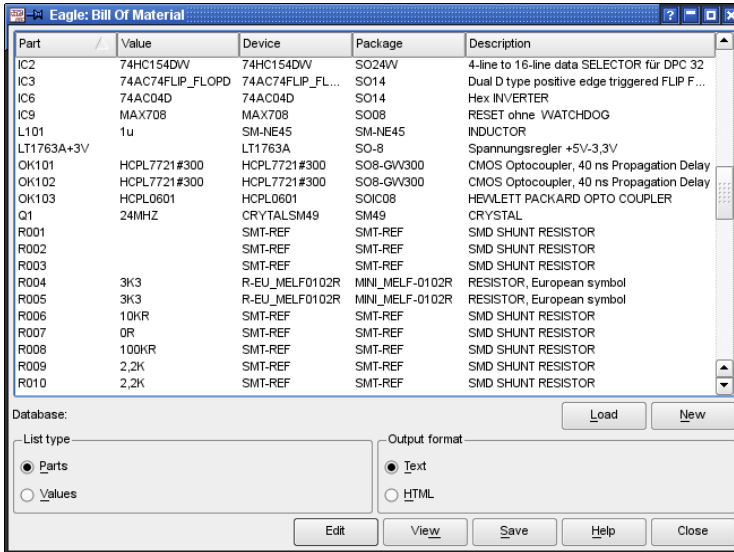 Eagle: Bill Of Material
Part Value Device Package Description
IC2 74HC154DW 74HC154DW SO24W 4-line to 16-line data SELECTOR für DPC 32
IC3 74AC74FLIP_FLOPD 74AC74FLIP_FL... SO14 Dual D type positive edge triggered FLIP F...
IC6 74AC04D 74AC04D SO14 Hex INVERTER
IC9 MAX708 MAX708 SO08 RESET ohne WATCHDOG
L101 1u SM-NE45 SM-NE45 INDUCTOR
LT1763A+3V LT1763A SO-8 Spannungsregler +5V-3,3V
OK101 HCPL7721#300 HCPL7721#300 SO8-GW300 CMOS Optocoupler, 40 ns Propagation Delay
OK102 HCPL7721#300 HCPL7721#300 SO8-GW300 CMOS Optocoupler, 40 ns Propagation Delay
OK103 HCPL0601 HCPL0601 SOIC08 HEWLETT PACKARD OPTO COUPLER
Q1 24MHZ CRYTALSM49 SM49 CRYSTAL
R001 SMT-REF SMT-REF SMD SHUNT RESISTOR
R002 SMT-REF SMT-REF SMD SHUNT RESISTOR
R003 SMT-REF SMT-REF SMD SHUNT RESISTOR
R004 3K3 R-EU_MELF0102R MINI_MELF-0102R RESISTOR, European symbol
R005 3K3 R-EU_MELF0102R MINI_MELF-0102R RESISTOR, European symbol
R006 10KR SMT-REF SMT-REF SMD SHUNT RESISTOR
R007 0R SMT-REF SMT-REF SMD SHUNT RESISTOR
R008 100KR SMT-REF SMT-REF SMD SHUNT RESISTOR
R009 2,2K SMT-REF SMT-REF SMD SHUNT RESISTOR
R010 2,2K SMT-REF SMT-REF SMD SHUNT RESISTOR
Database: Load New
List type Output format
Parts Text
Values HTML
Edit View Save Help Close